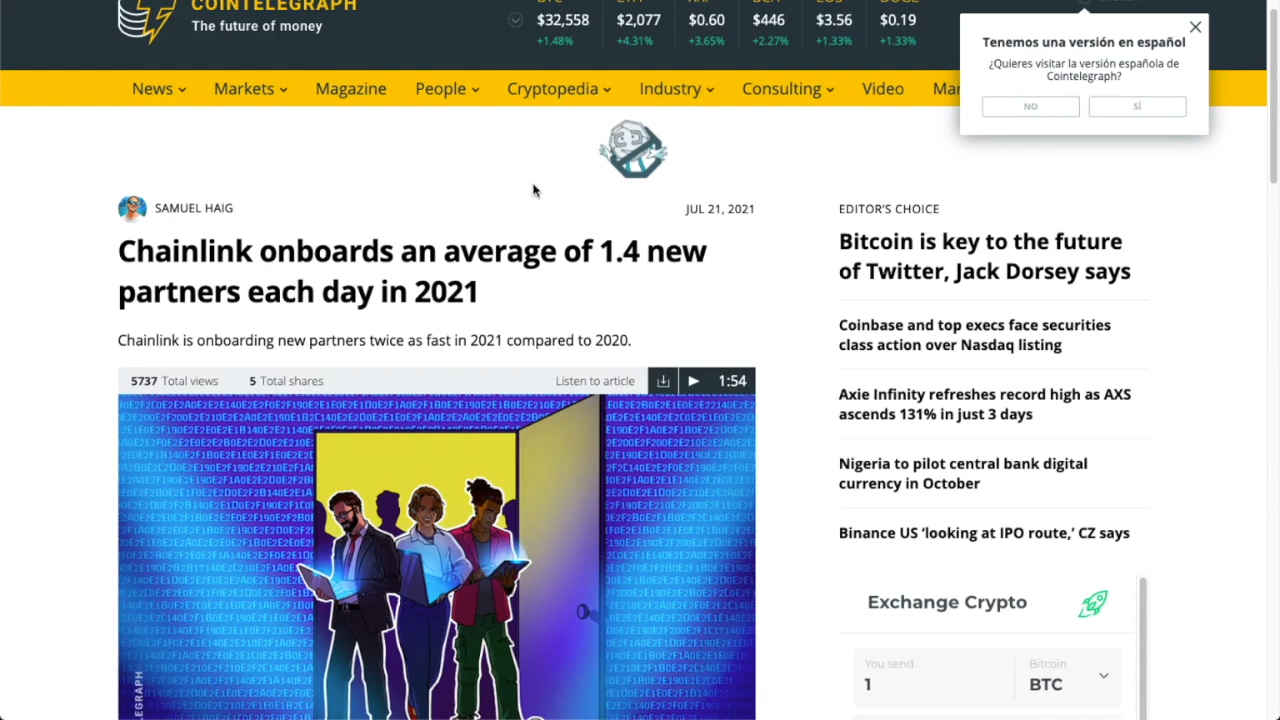 COINTELEGRAPH
The future of money
$32,558 $2,077 $0.60 $446 $3.56 $0.19
+1.48% +4.31% +3.65% +2.27% +1.33% +1.33%
Tenemos una versión en español
¿Quieres visitar la versión española de
Cointelegraph?
NO SÍ
News Markets Magazine People Cryptopedia Industry Consulting Video
SAMUEL HAIG
JUL 21, 2021
Chainlink onboards an average of 1.4 new
partners each day in 2021
Chainlink is onboarding new partners twice as fast in 2021 compared to 2020.
5737 Total views 5 Total shares Listen to article 1:54
EDITOR'S CHOICE
Bitcoin is key to the future
of Twitter, Jack Dorsey says
Coinbase and top execs face securities
class action over Nasdaq listing
Axie Infinity refreshes record high as AXS
ascends 131% in just 3 days
Nigeria to pilot central bank digital
currency in October
Binance US ‘looking at IPO route,’ CZ says
Exchange Crypto
You send Bitcoin
1 BTC